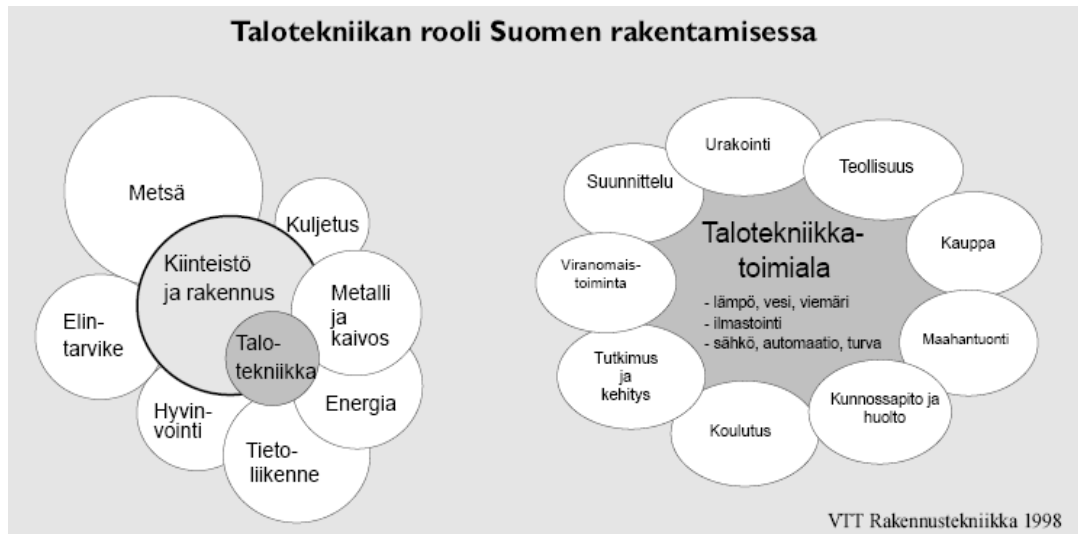 Talotekniikan rooli Suomen rakentamisessa
Metsä
Kuljetus
Kiinteistö
ja rakennus
Metalli
ja
kaivos
Elin-
tarvike
Talo-
tekniikka
Energia
Hyvin-
vointi
Tieto-
liikenne
Urakointi
Teollisuus
Suunnittelu
Kauppa
Talotekniikka-
toimiala
- lämpö, vesi, viemäri
- ilmastointi
- sähkö, automaatio, turva
Viranomais-
toiminta
Maahantuonti
Tutkimus
ja
kehitys
Kunnossapito ja
huolto
Koulutus
VTT Rakennustekniikka 1998